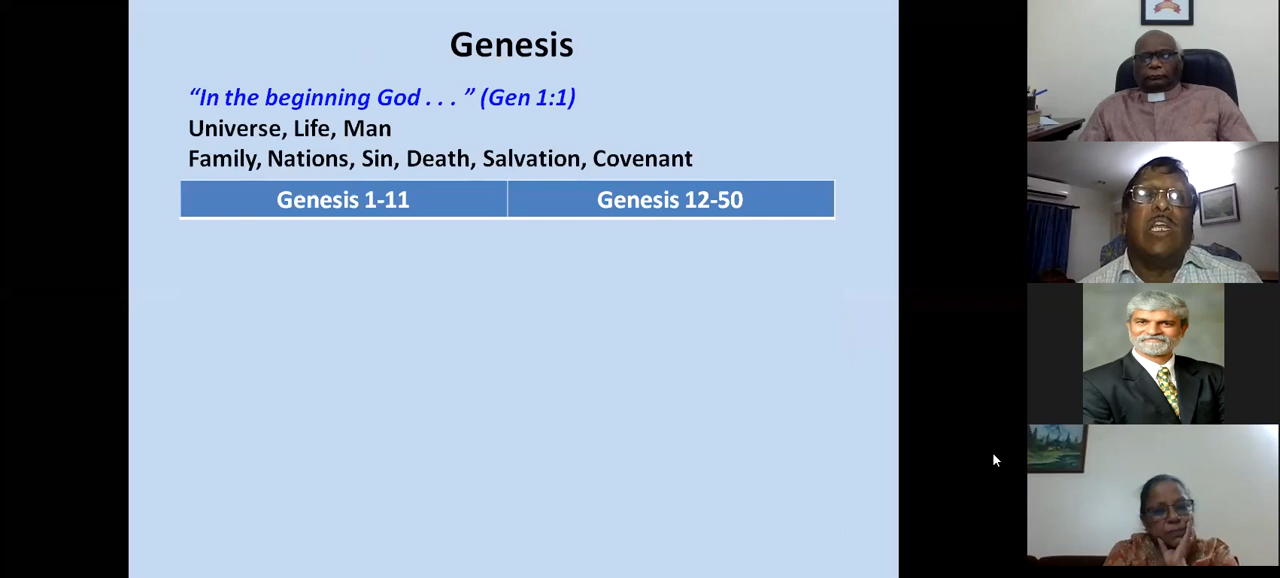 Genesis
“In the beginning God . . . ” (Gen 1:1)
Universe, Life, Man
Family, Nations, Sin, Death, Salvation, Covenant
Genesis 1-11
Genesis 12-50